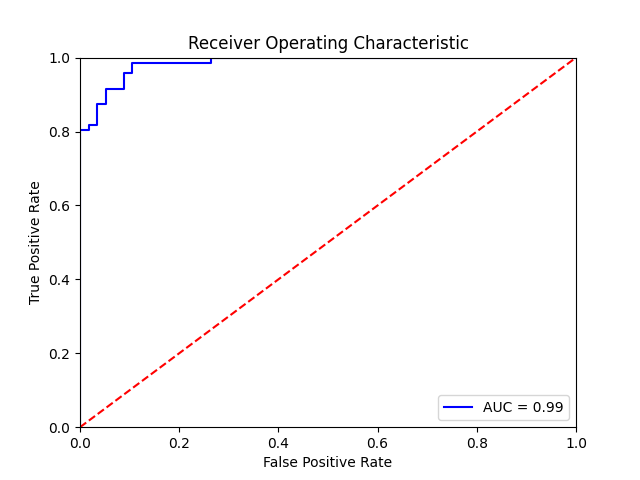 Receiver Operating Characteristic
True Positive Rate
1.0
0.8
0.6
0.4
0.2
0.0
AUC = 0.99
0.0 0.2 0.4 0.6 0.8 1.0
False Positive Rate